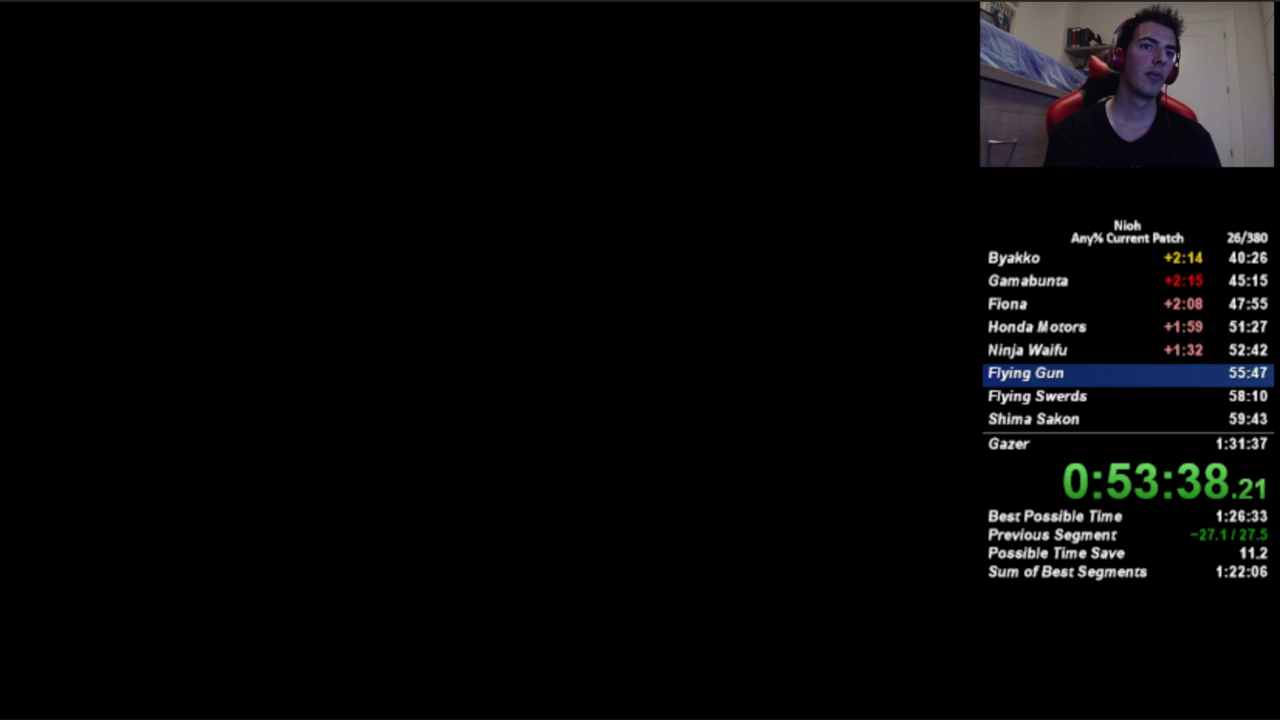 Nioh
Any% Current Patch 26/380
Byakko +2:14 40:26
Gamabunta +2:15 45:15
Fiona +2:08 47:55
Honda Motors +1:59 51:27
Ninja Waifu +1:32 52:42
Flying Gun 55:47
Flying Swerds 58:10
Shima Sakon 59:43
Gazer 1:31:37
0:53:38.21
Best Possible Time 1:26:33
Previous Segment −27.1 / 27.5
Possible Time Save 11.2
Sum of Best Segments 1:22:06